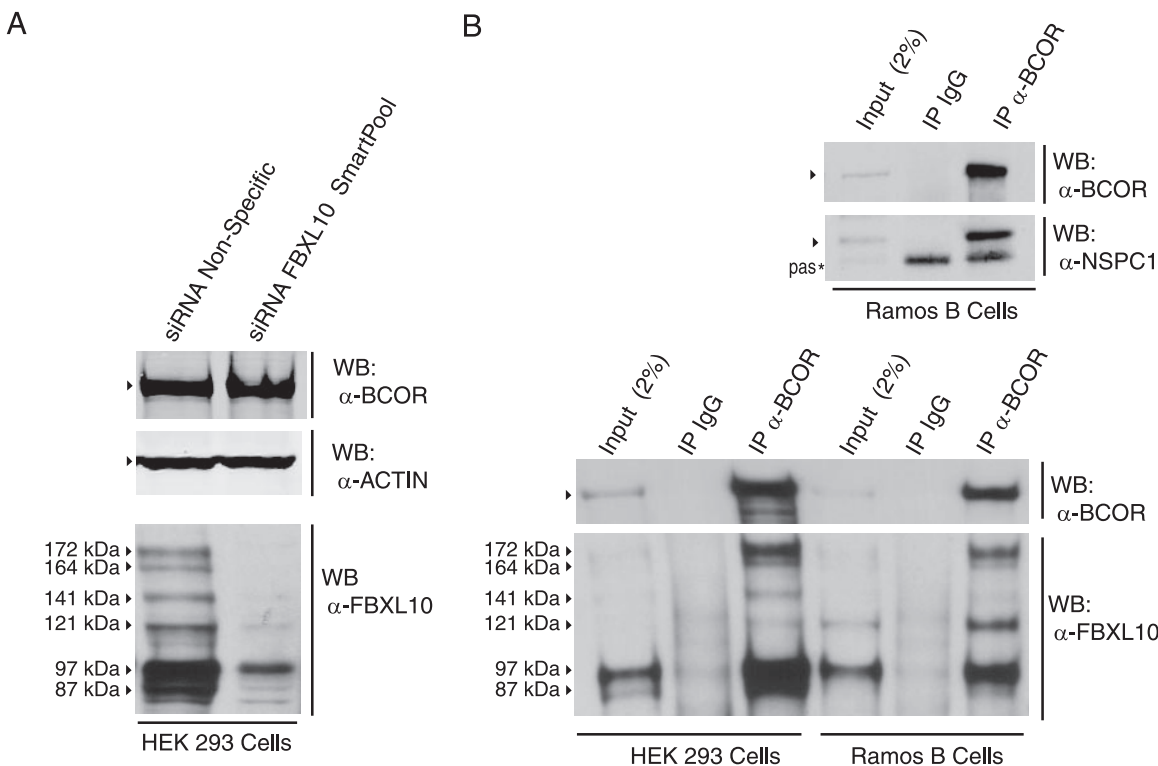 A
siRNA Non-Specific
siRNA FBXL10 SmartPool
WB:
α-BCOR
WB:
α-ACTIN
172 kDa
164 kDa
141 kDa
121 kDa
97 kDa
87 kDa
WB
α-FBXL10
HEK 293 Cells
B
Input (2%)
IP IgG
IP α-BCOR
WB:
α-BCOR
pas*
WB:
α-NSPC1
Ramos B Cells
Input (2%)
IP IgG
IP α-BCOR
Input (2%)
IP IgG
IP α-BCOR
WB:
α-BCOR
172 kDa
164 kDa
141 kDa
121 kDa
97 kDa
87 kDa
WB:
α-FBXL10
HEK 293 Cells
Ramos B Cells